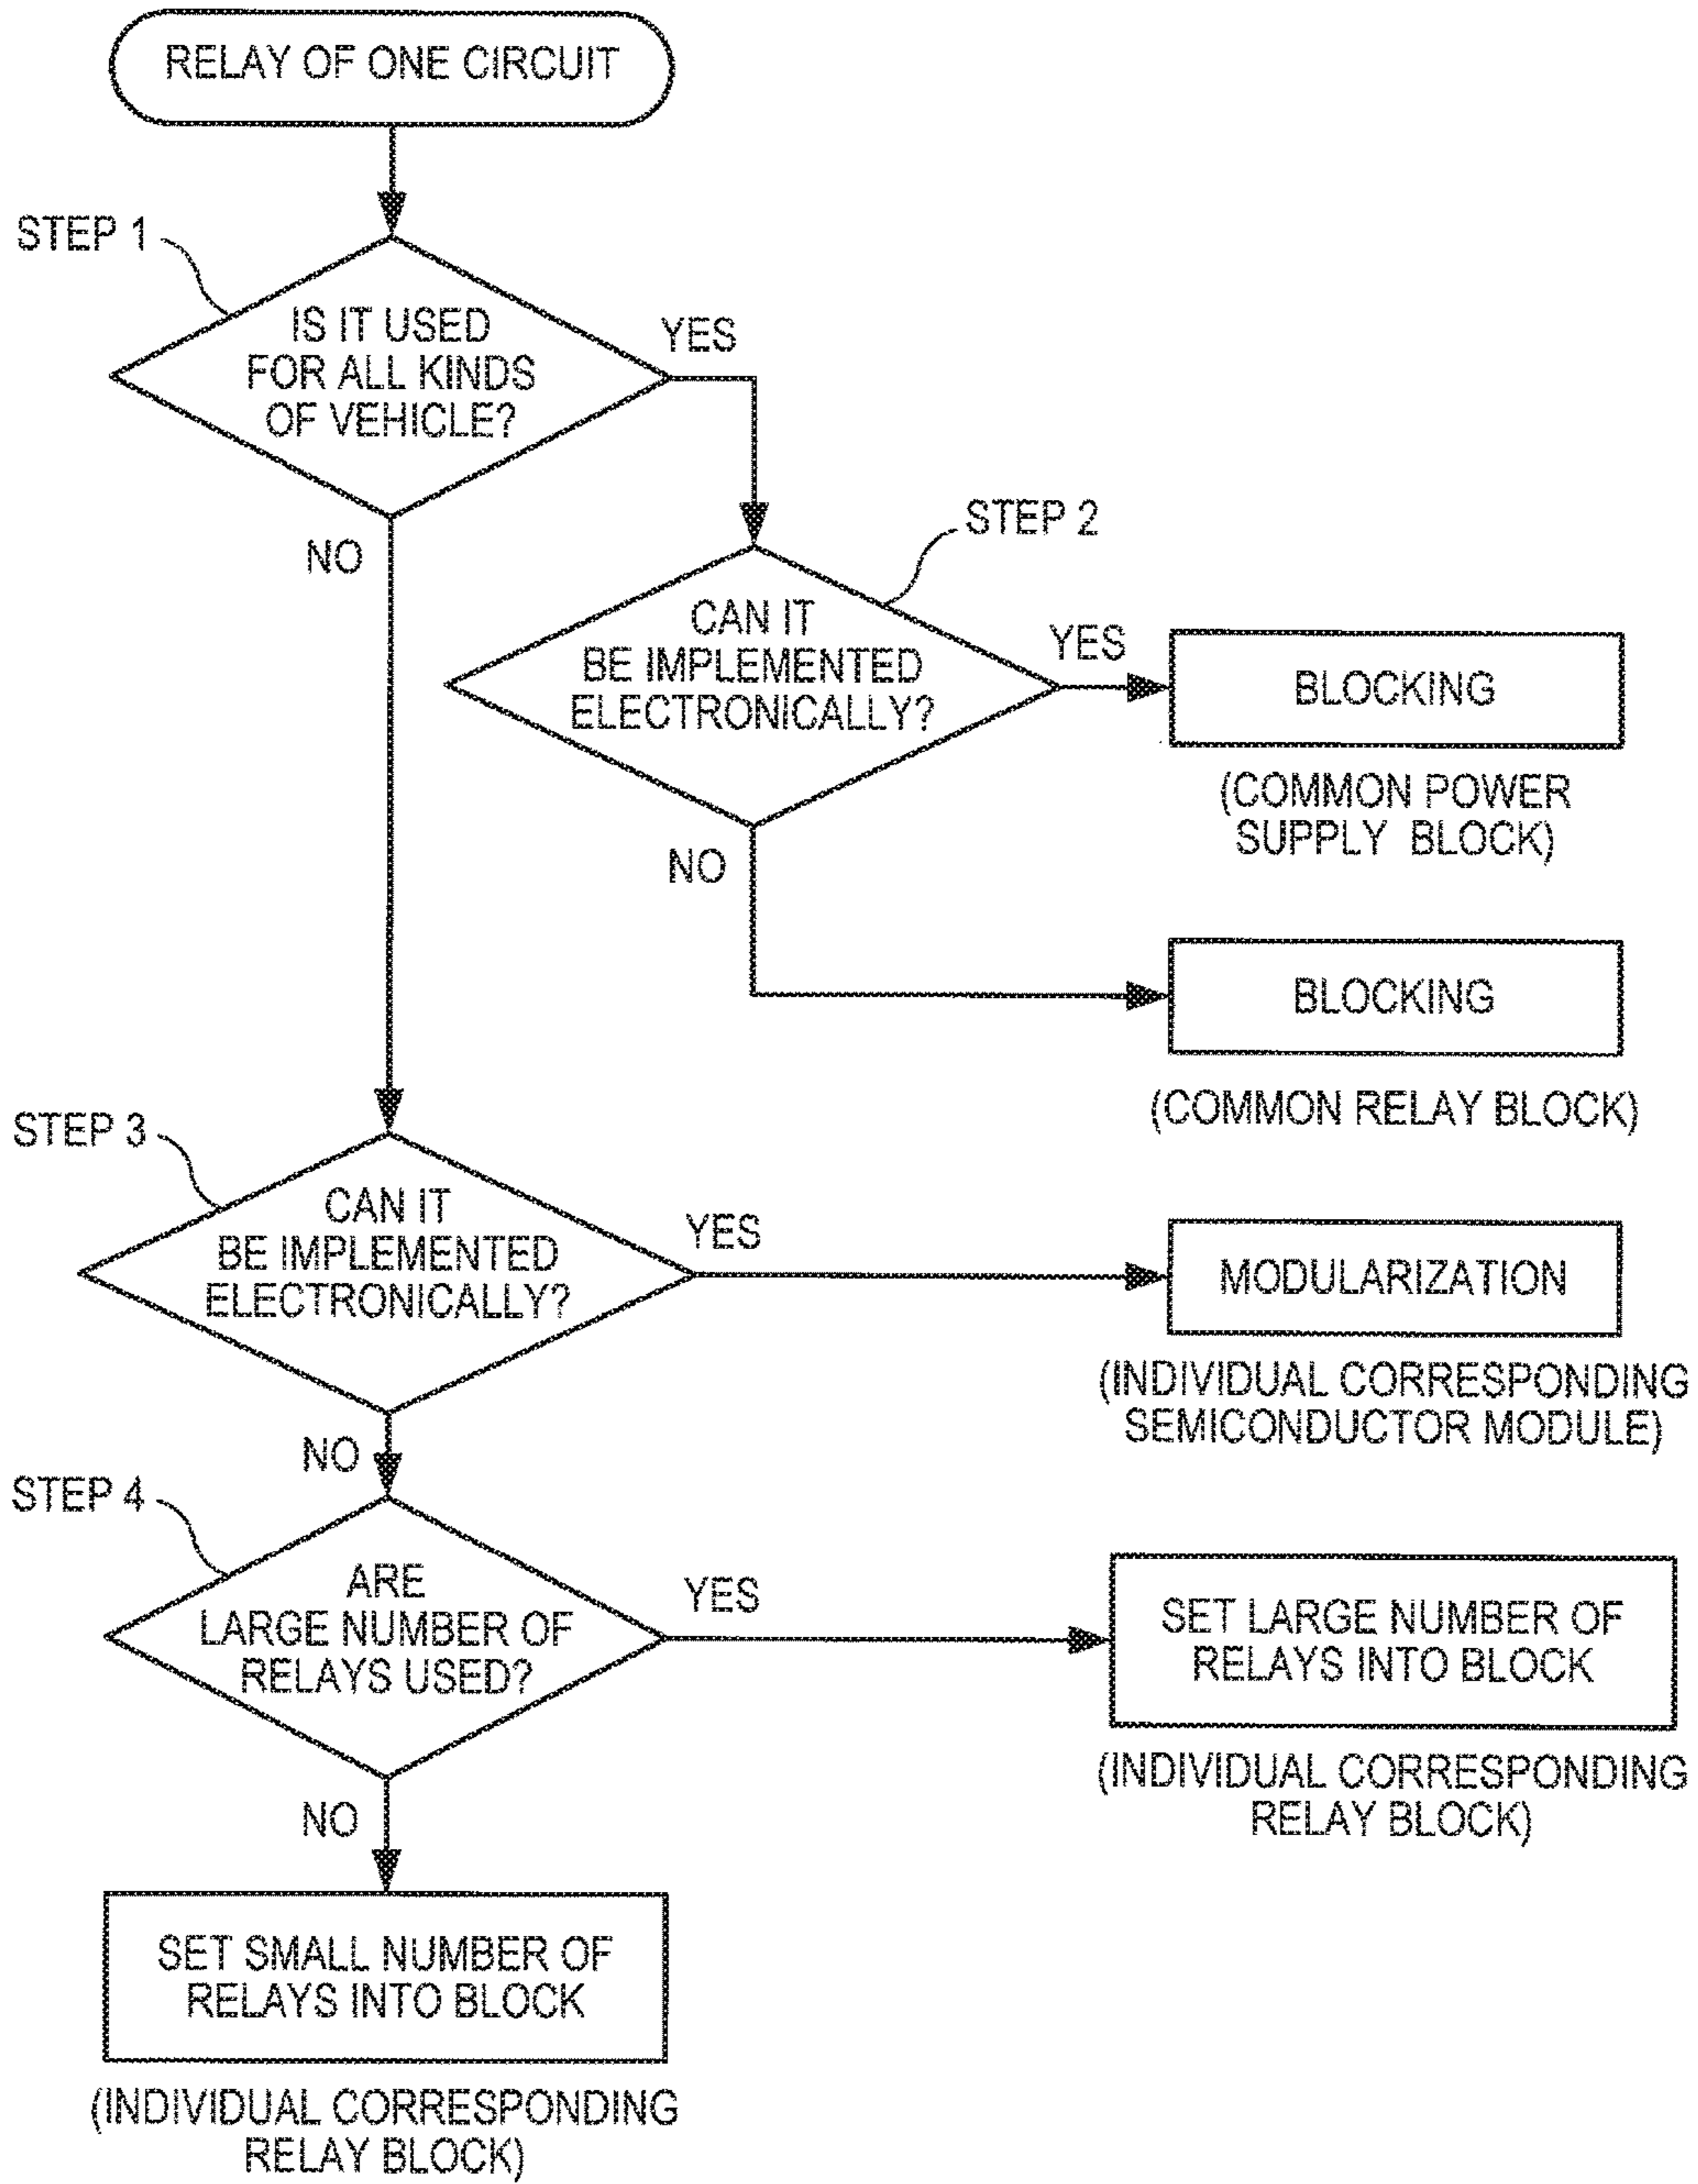 RELAY OF ONE CIRCUIT
STEP 1
IS IT USED
FOR ALL KINDS
OF VEHICLE?
YES
NO
STEP 2
CAN IT
BE IMPLEMENTED
ELECTRONICALLY?
YES
BLOCKING
(COMMON POWER
SUPPLY BLOCK)
NO
BLOCKING
(COMMON RELAY BLOCK)
STEP 3
CAN IT
BE IMPLEMENTED
ELECTRONICALLY?
YES
MODULARIZATION
(INDIVIDUAL CORRESPONDING
SEMICONDUCTOR MODULE)
NO
STEP 4
ARE
LARGE NUMBER OF
RELAYS USED?
YES
SET LARGE NUMBER OF
RELAYS INTO BLOCK
(INDIVIDUAL CORRESPONDING
RELAY BLOCK)
NO
SET SMALL NUMBER OF
RELAYS INTO BLOCK
(INDIVIDUAL CORRESPONDING
RELAY BLOCK)